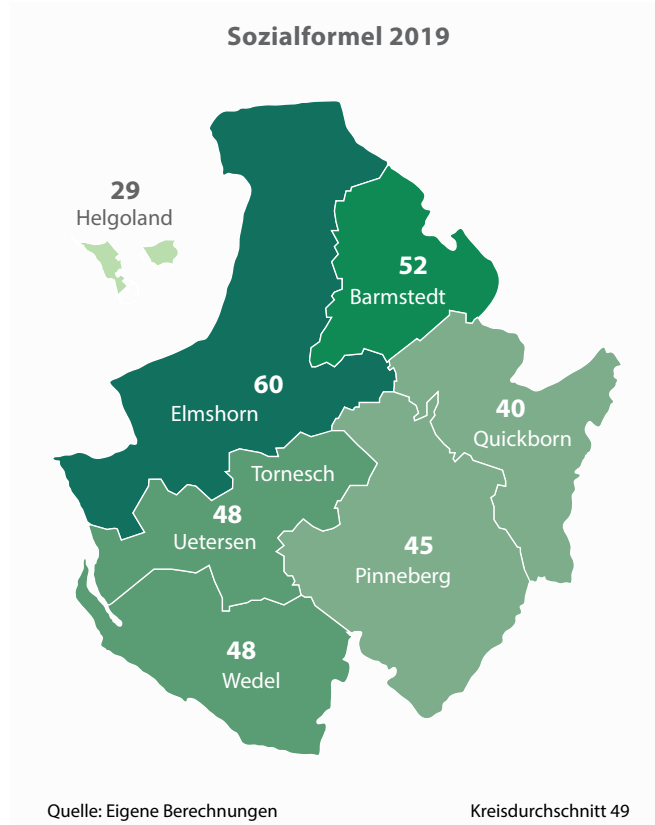 Sozialformel 2019
29
Helgoland
52
Barmstedt
60
Elmshorn
40
Quickborn
Tornesch
48
Uetersen
45
Pinneberg
48
Wedel
Quelle: Eigene Berechnungen
Kreisdurchschnitt 49